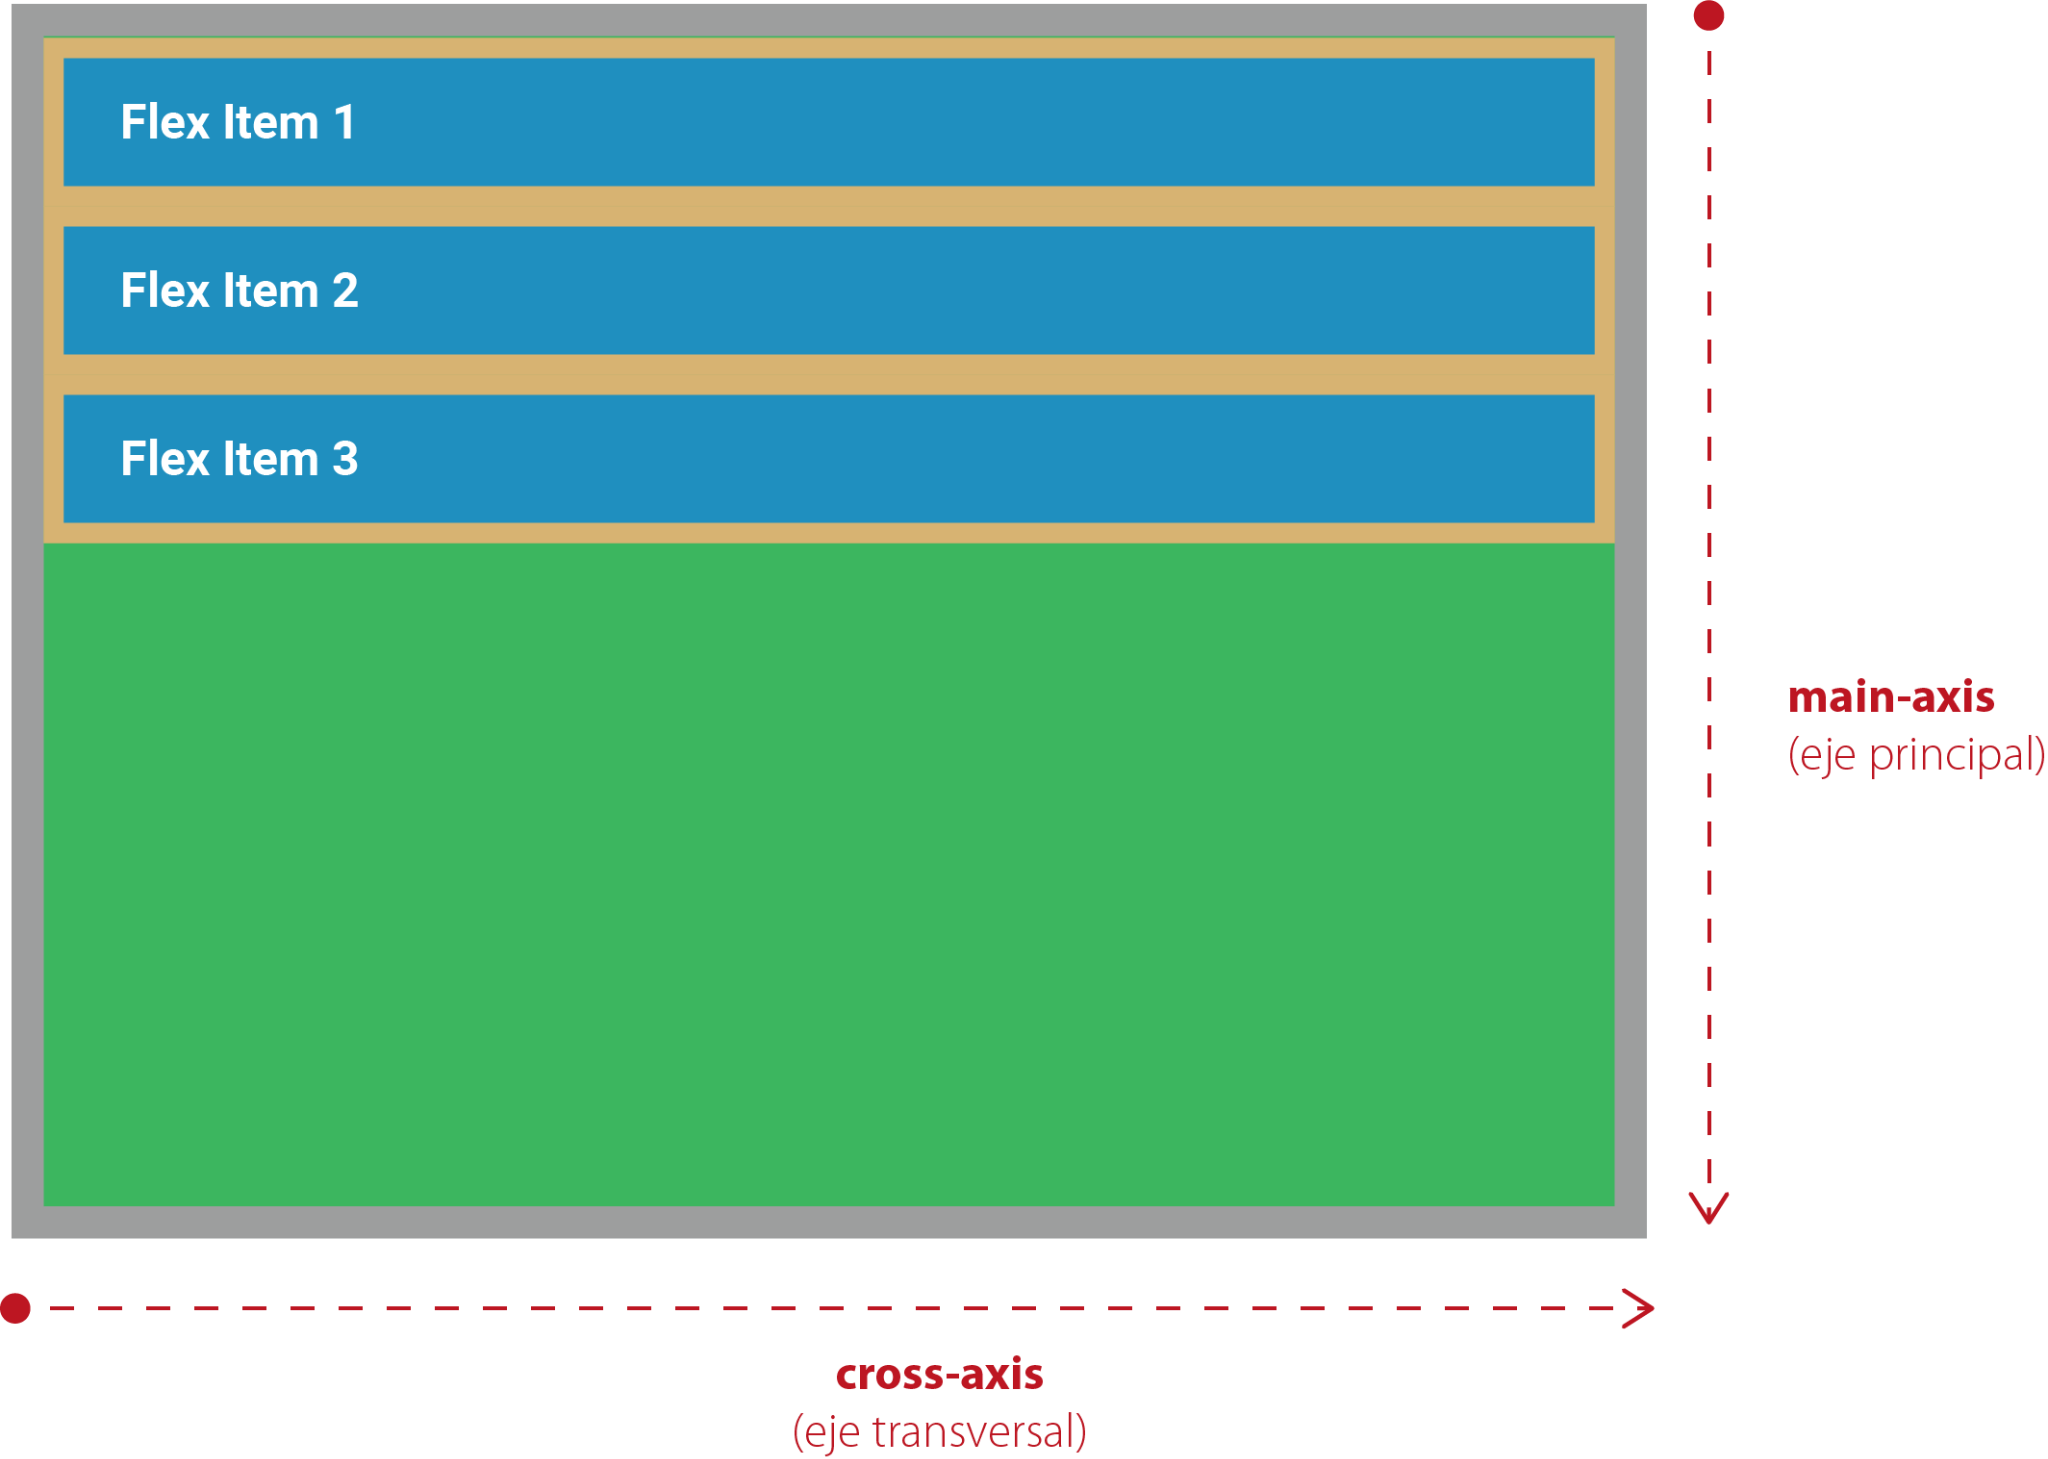 Flex Item 1
Flex Item 2
Flex Item 3
main-axis
(eje principal)
cross-axis
(eje transversal)